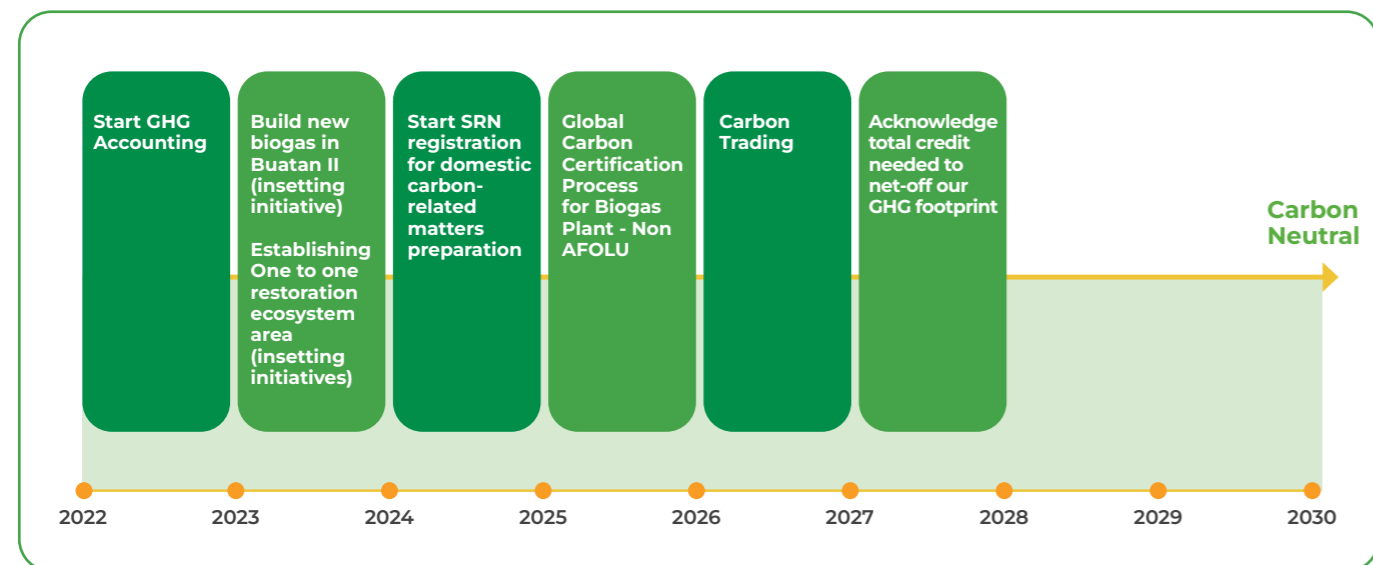 Start GHG
Accounting
Build new
biogas in
Buatan II
(insetting
initiative)
Establishing
One to one
restoration
ecosystem
area
(insetting
initiatives)
Start SRN
registration
for domestic
carbon-
related
matters
preparation
Global
Carbon
Certification
Process
for Biogas
Plant - Non
AFOLU
Carbon
Trading
Acknowledge
total credit
needed to
net-off our
GHG footprint
Carbon
Neutral
2022
2023
2024
2025
2026
2027
2028
2029
2030